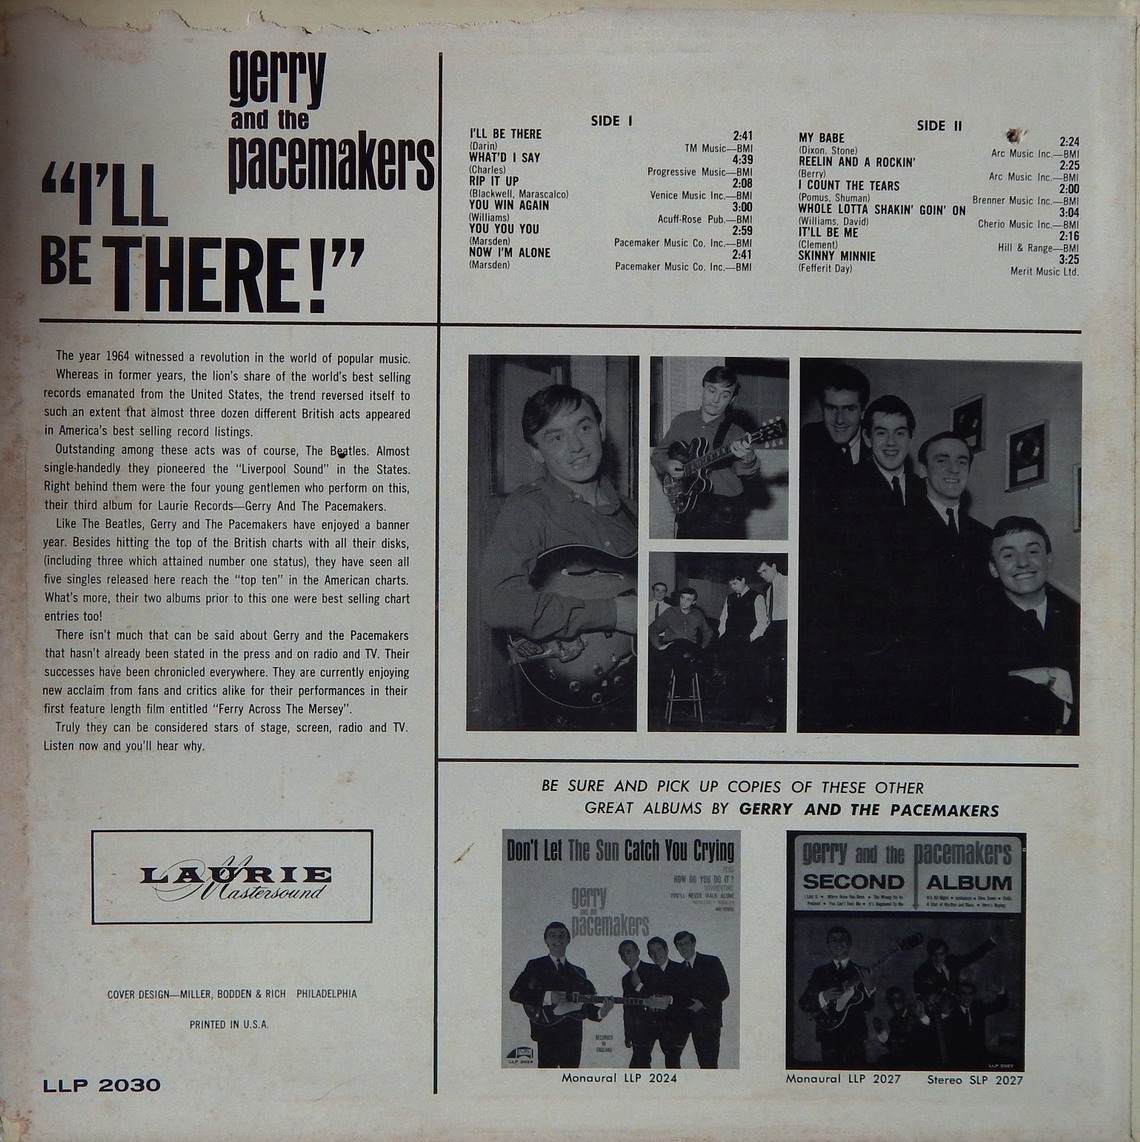 gerry
and the
pacemakers
“I’LL
BE THERE!”
SIDE I
I'LL BE THERE 2:41
(Darin) TM Music—BMI
WHAT'D I SAY 4:39
(Charles) Progressive Music—BMI
RIP IT UP 2:08
(Blackwell, Marascalco) Venice Music Inc.—BMI
YOU WIN AGAIN 3:00
(Williams) Acuff-Rose Pub.—BMI
YOU YOU YOU 2:59
(Marsden) Pacemaker Music Co. Inc.—BMI
NOW I'M ALONE 2:41
(Marsden) Pacemaker Music Co. Inc.—BMI
SIDE II
MY BABE 2:24
(Dixon, Stone) Arc Music Inc.—BMI
REELIN AND A ROCKIN' 2:25
(Berry) Arc Music Inc.—BMI
I COUNT THE TEARS 2:00
(Pomus, Shuman) Brenner Music Inc.—BMI
WHOLE LOTTA SHAKIN' GOIN' ON 3:04
(Williams, David) Cherio Music Inc.—BMI
IT'LL BE ME 2:16
(Clement) Hill & Range—BMI
SKINNY MINNIE 3:25
(Fefferit Day) Merit Music Ltd.
The year 1964 witnessed a revolution in the world of popular music.
Whereas in former years, the lion's share of the world's best selling
records emanated from the United States, the trend reversed itself to
such an extent that almost three dozen different British acts appeared
in America's best selling record listings.
Outstanding among these acts was of course, The Beatles. Almost
single-handedly they pioneered the “Liverpool Sound” in the States.
Right behind them were the four young gentlemen who perform on this,
their third album for Laurie Records—Gerry And The Pacemakers.
Like The Beatles, Gerry and The Pacemakers have enjoyed a banner
year. Besides hitting the top of the British charts with all their disks,
(including three which attained number one status), they have seen all
five singles released here reach the “top ten” in the American charts.
What's more, their two albums prior to this one were best selling chart
entries too!
There isn't much that can be said about Gerry and the Pacemakers
that hasn't already been stated in the press and on radio and TV. Their
successes have been chronicled everywhere. They are currently enjoying
new acclaim from fans and critics alike for their performances in their
first feature length film entitled “Ferry Across The Mersey”.
Truly they can be considered stars of stage, screen, radio and TV.
Listen now and you'll hear why.
LAURIE
Mastersound
COVER DESIGN—MILLER, BODDEN & RICH PHILADELPHIA
PRINTED IN U.S.A.
LLP 2030
BE SURE AND PICK UP COPIES OF THESE OTHER
GREAT ALBUMS BY GERRY AND THE PACEMAKERS
Don't Let The Sun Catch You Crying
HOW DO YOU DO IT?
YOU'LL NEVER WALK ALONE
gerry
and the
pacemakers
RECORDED
IN
ENGLAND
LLP 2024
Monaural LLP 2024
gerry and the pacemakers
SECOND ALBUM
Monaural LLP 2027 Stereo SLP 2027